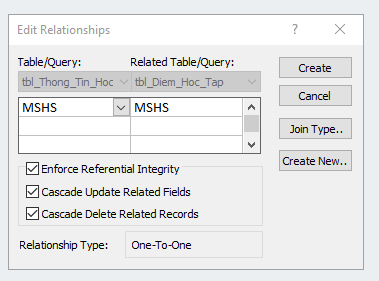 Edit Relationships ? ×
Table/Query: Related Table/Query:
tbl_Thong_Tin_Hoc tbl_Diem_Hoc_Tap
MSHS MSHS
Enforce Referential Integrity
Cascade Update Related Fields
Cascade Delete Related Records
Relationship Type: One-To-One
Create
Cancel
Join Type..
Create New..